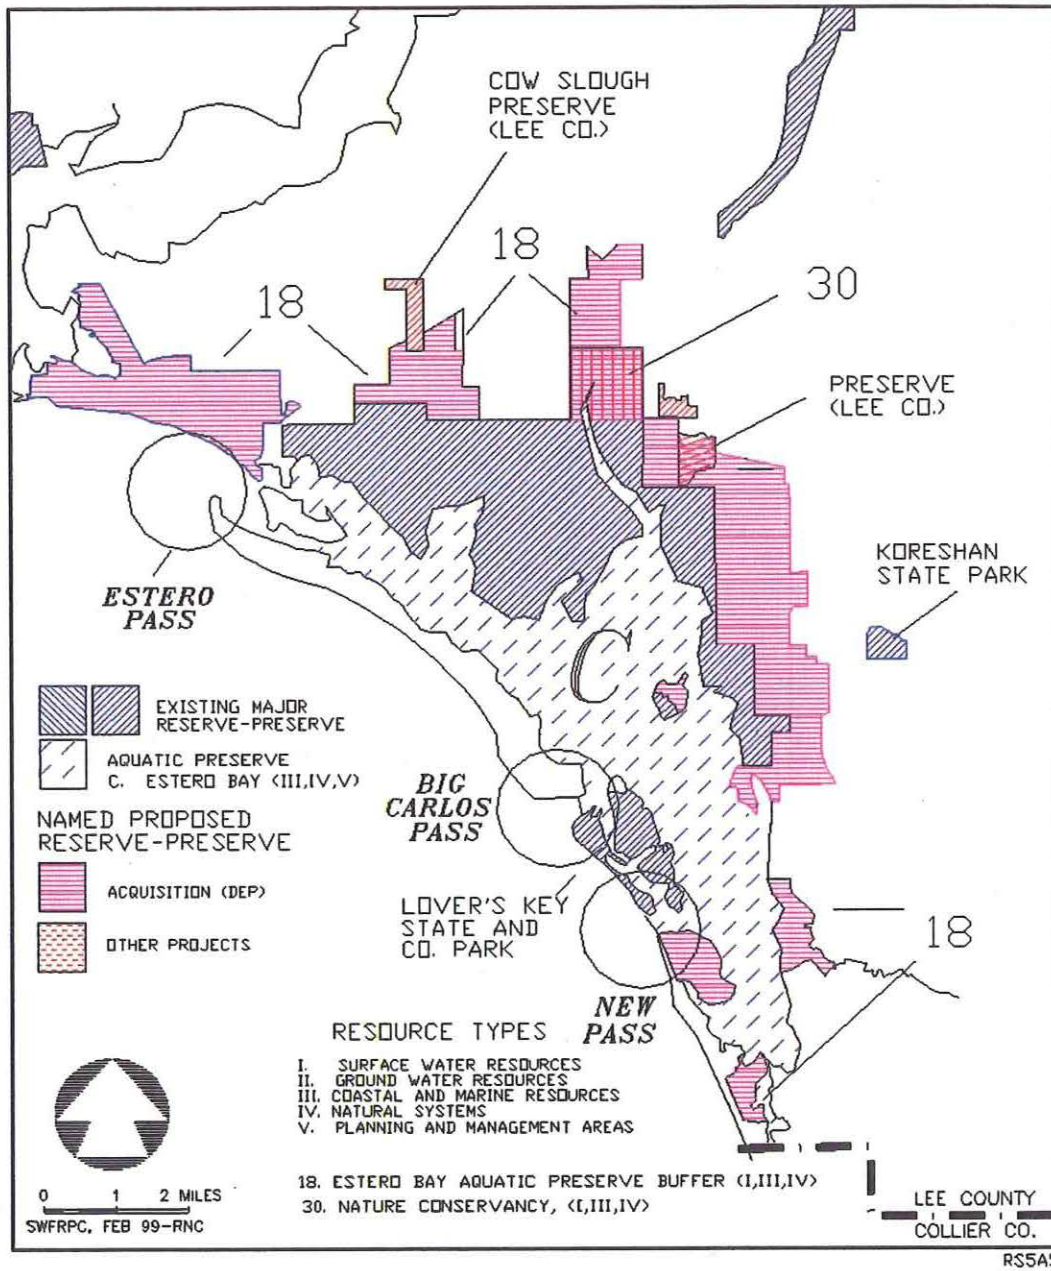 COW SLOUGH
PRESERVE
(LEE CO.)
18
18
30
PRESERVE
(LEE CO.)
KORESHAN
STATE PARK
ESTERO
PASS
C
EXISTING MAJOR
RESERVE-PRESERVE
AQUATIC PRESERVE
C. ESTERO BAY (III,IV,V)
BIG
CARLOS
PASS
NAMED PROPOSED
RESERVE-PRESERVE
ACQUISITION (DEP)
OTHER PROJECTS
LOVER'S KEY
STATE AND
CO. PARK
18
NEW
PASS
RESOURCE TYPES
I. SURFACE WATER RESOURCES
II. GROUND WATER RESOURCES
III. COASTAL AND MARINE RESOURCES
IV. NATURAL SYSTEMS
V. PLANNING AND MANAGEMENT AREAS
18. ESTERO BAY AQUATIC PRESERVE BUFFER (I,III,IV)
30. NATURE CONSERVANCY, (I,III,IV)
0 1 2 MILES
SWFRPC, FEB 99-RNC
LEE COUNTY
COLLIER CO.